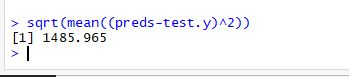 > sqrt(mean((preds-test.y)^2))
[1] 1485.965
>